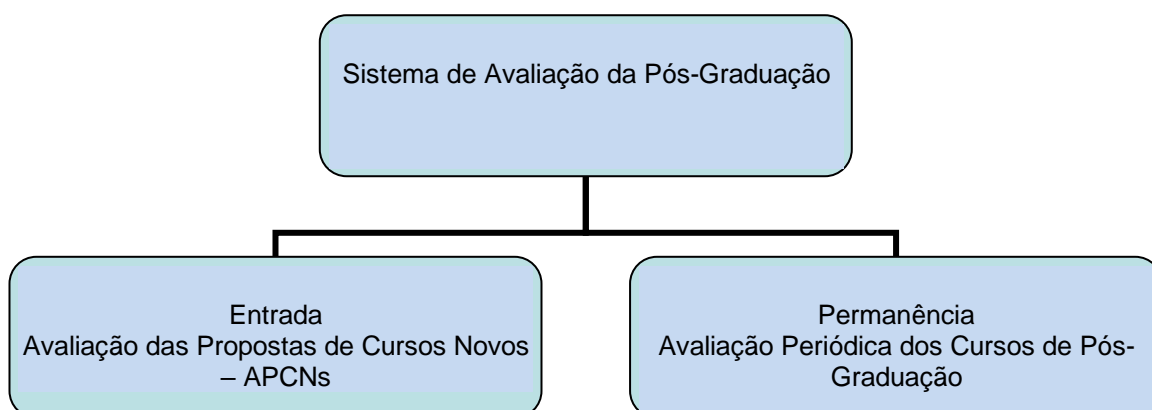 Sistema de Avaliação da Pós-Graduação
Entrada
Avaliação das Propostas de Cursos Novos
– APCNs
Permanência
Avaliação Periódica dos Cursos de Pós-
Graduação